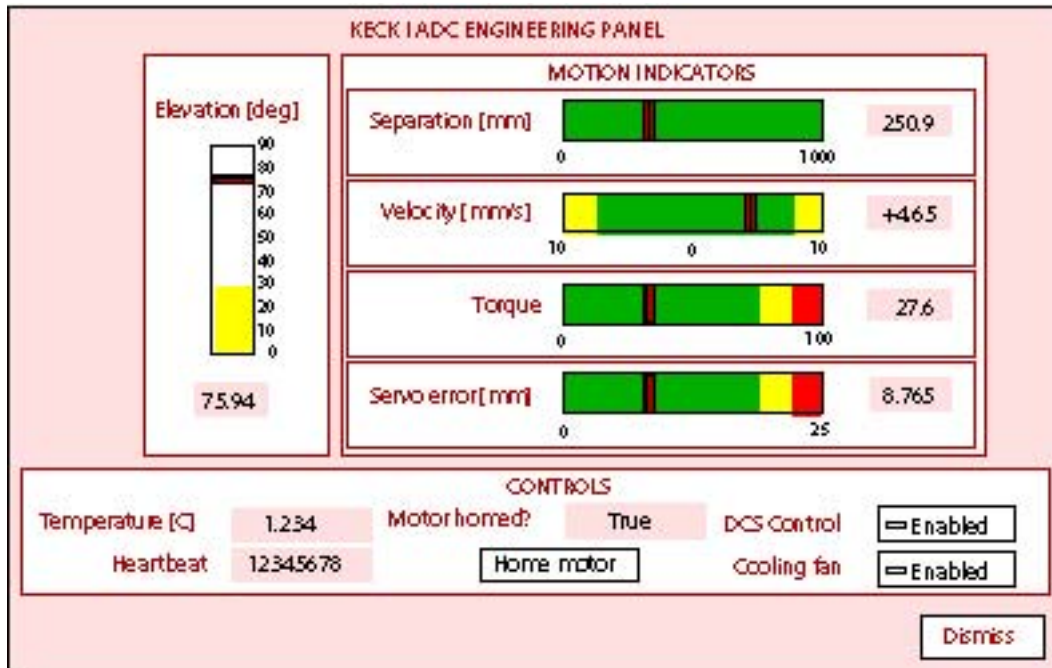 KECK I ADC ENGINEERING PANEL
Elevation [deg]
90
80
70
60
50
40
30
20
10
0
75.94
MOTION INDICATORS
Separation [mm]
0
1000
250.9
Velocity [mm/s]
10
0
10
+4.6.5
Torque
0
100
27.6
Servo error [mm]
0
25
8.765
CONTROLS
Temperature [C]
1.234
Motor homed?
True
DCS Control
Enabled
Heartbeat
12345678
Home motor
Cooling fan
Enabled
Dismiss